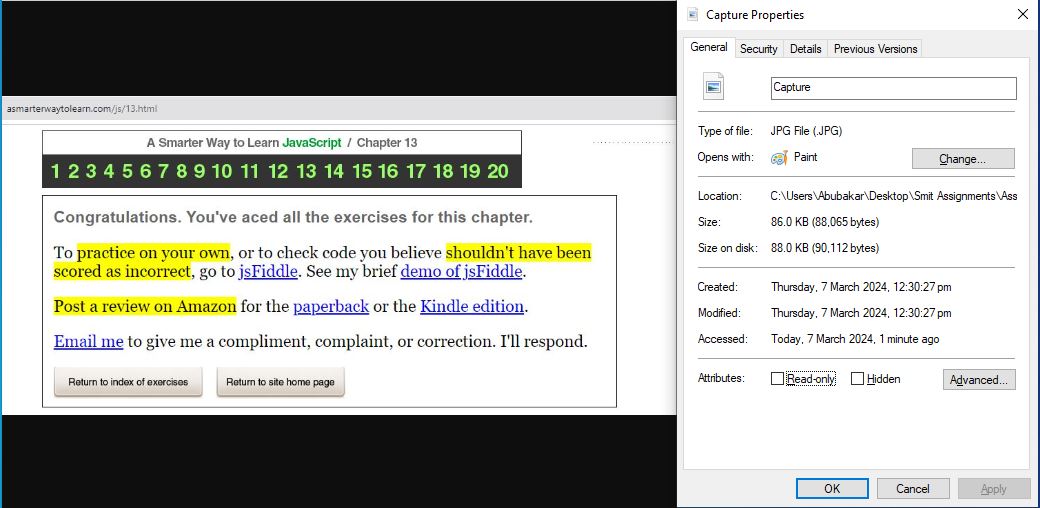 asmarterwaytolearn.com/js/13.html
A Smarter Way to Learn JavaScript / Chapter 13
1 2 3 4 5 6 7 8 9 10 11 12 13 14 15 16 17 18 19 20
Congratulations. You've aced all the exercises for this chapter.
To practice on your own, or to check code you believe shouldn't have been
scored as incorrect, go to jsFiddle. See my brief demo of jsFiddle.
Post a review on Amazon for the paperback or the Kindle edition.
Email me to give me a compliment, complaint, or correction. I'll respond.
Return to index of exercises Return to site home page
Capture Properties
General Security Details Previous Versions
Capture
Type of file: JPG File (.JPG)
Opens with: Paint Change...
Location: C:\Users\Abubakar\Desktop\Smit Assignments\Ass
Size: 86.0 KB (88,065 bytes)
Size on disk: 88.0 KB (90,112 bytes)
Created: Thursday, 7 March 2024, 12:30:27 pm
Modified: Thursday, 7 March 2024, 12:30:27 pm
Accessed: Today, 7 March 2024, 1 minute ago
Attributes: Read-only Hidden Advanced...
OK Cancel Apply